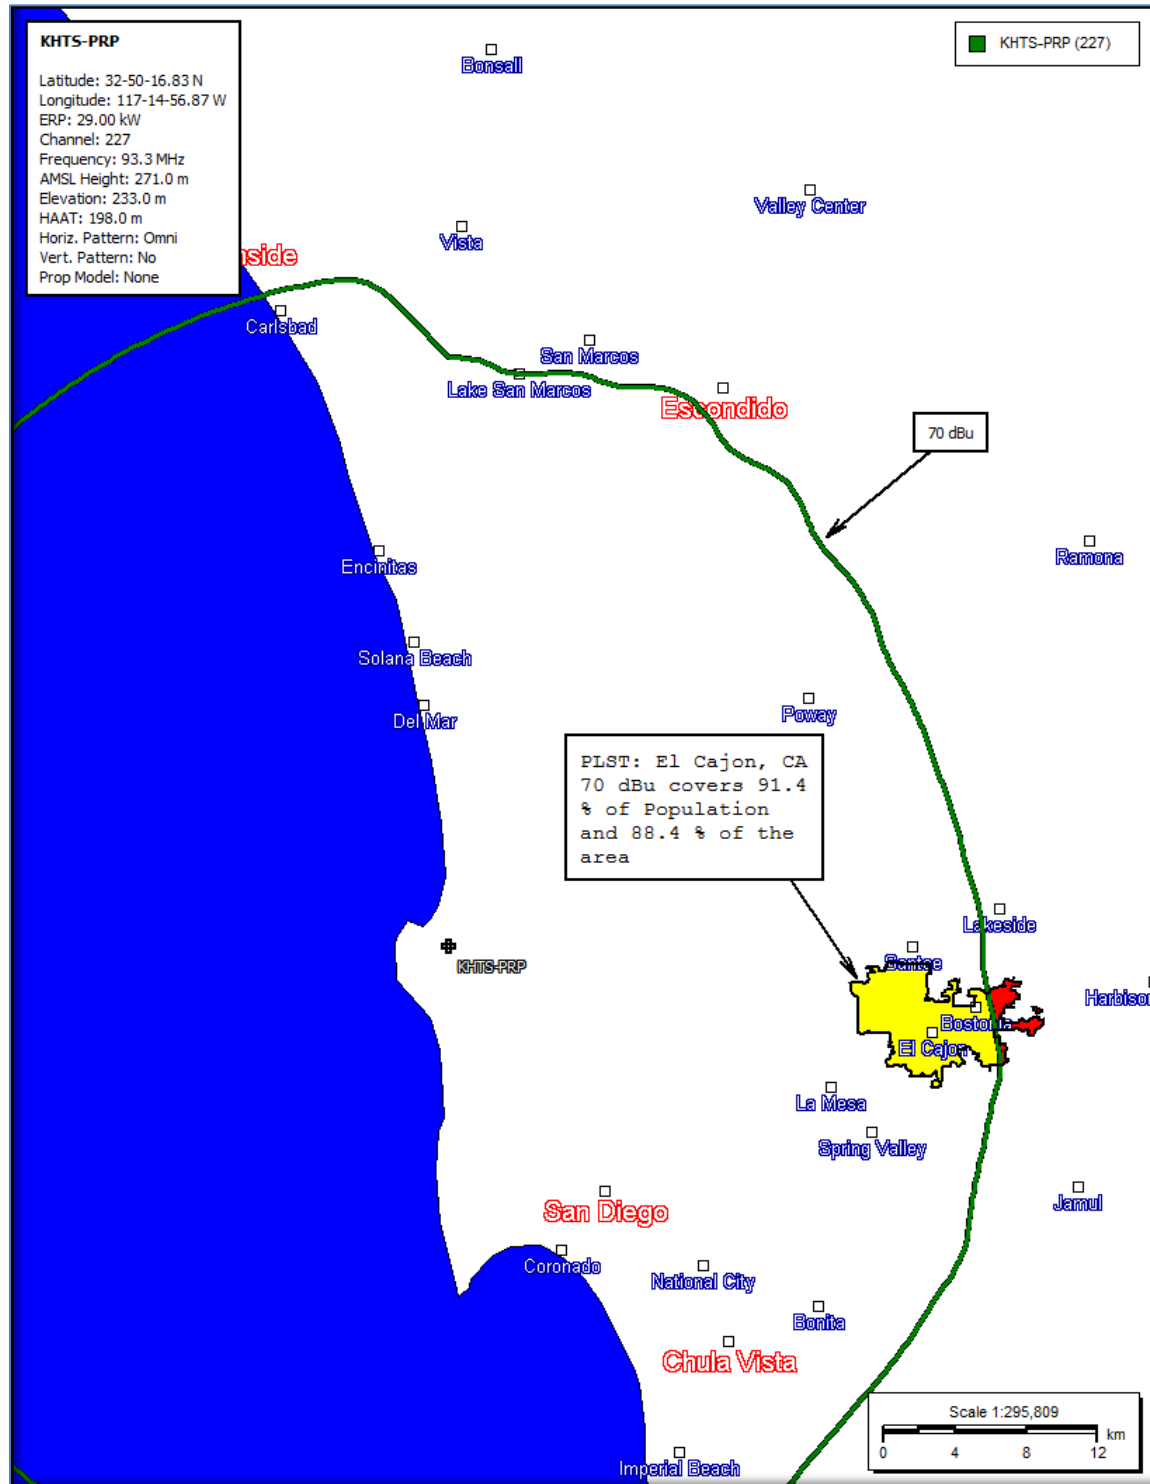 KHTS-PRP
Latitude: 32-50-16.83 N
Longitude: 117-14-56.87 W
ERP: 29.00 kW
Channel: 227
Frequency: 93.3 MHz
AMSL Height: 271.0 m
Elevation: 233.0 m
HAAT: 198.0 m
Horiz. Pattern: Omni
Vert. Pattern: No
Prop Model: None
KHTS-PRP (227)
Bonsall
Valley Center
Vista
nside
Carlsbad
San Marcos
Lake San Marcos
Escondido
70 dBu
Ramona
Encinitas
Solana Beach
Del Mar
Poway
PLST: El Cajon, CA
70 dBu covers 91.4
% of Population
and 88.4 % of the
area
Lakeside
KHTS-PRP
Santee
Harbison
Bostonia
El Cajon
La Mesa
Spring Valley
Jamul
San Diego
Coronado
National City
Bonita
Chula Vista
Imperial Beach
Scale 1:295,809
km
0 4 8 12